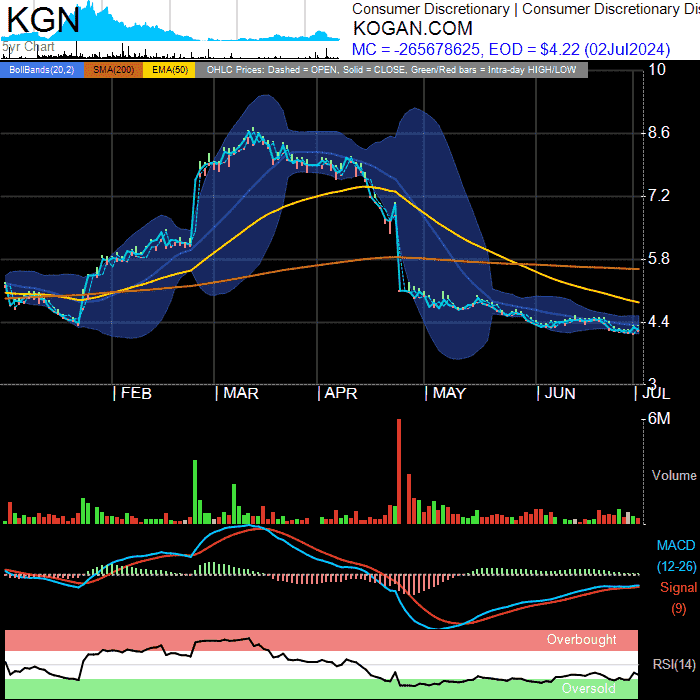 KGN
5yr Chart
Consumer Discretionary | Consumer Discretionary Dis
KOGAN.COM
MC = -265678625, EOD = $4.22 (02Jul2024)
BollBands(20,2) SMA(200) EMA(50) OHLC Prices: Dashed = OPEN, Solid = CLOSE, Green/Red bars = Intra-day HIGH/LOW
10
8.6
7.2
5.8
4.4
3
FEB MAR APR MAY JUN JUL
6M
Volume
MACD
(12-26)
Signal
(9)
Overbought
RSI(14)
Oversold